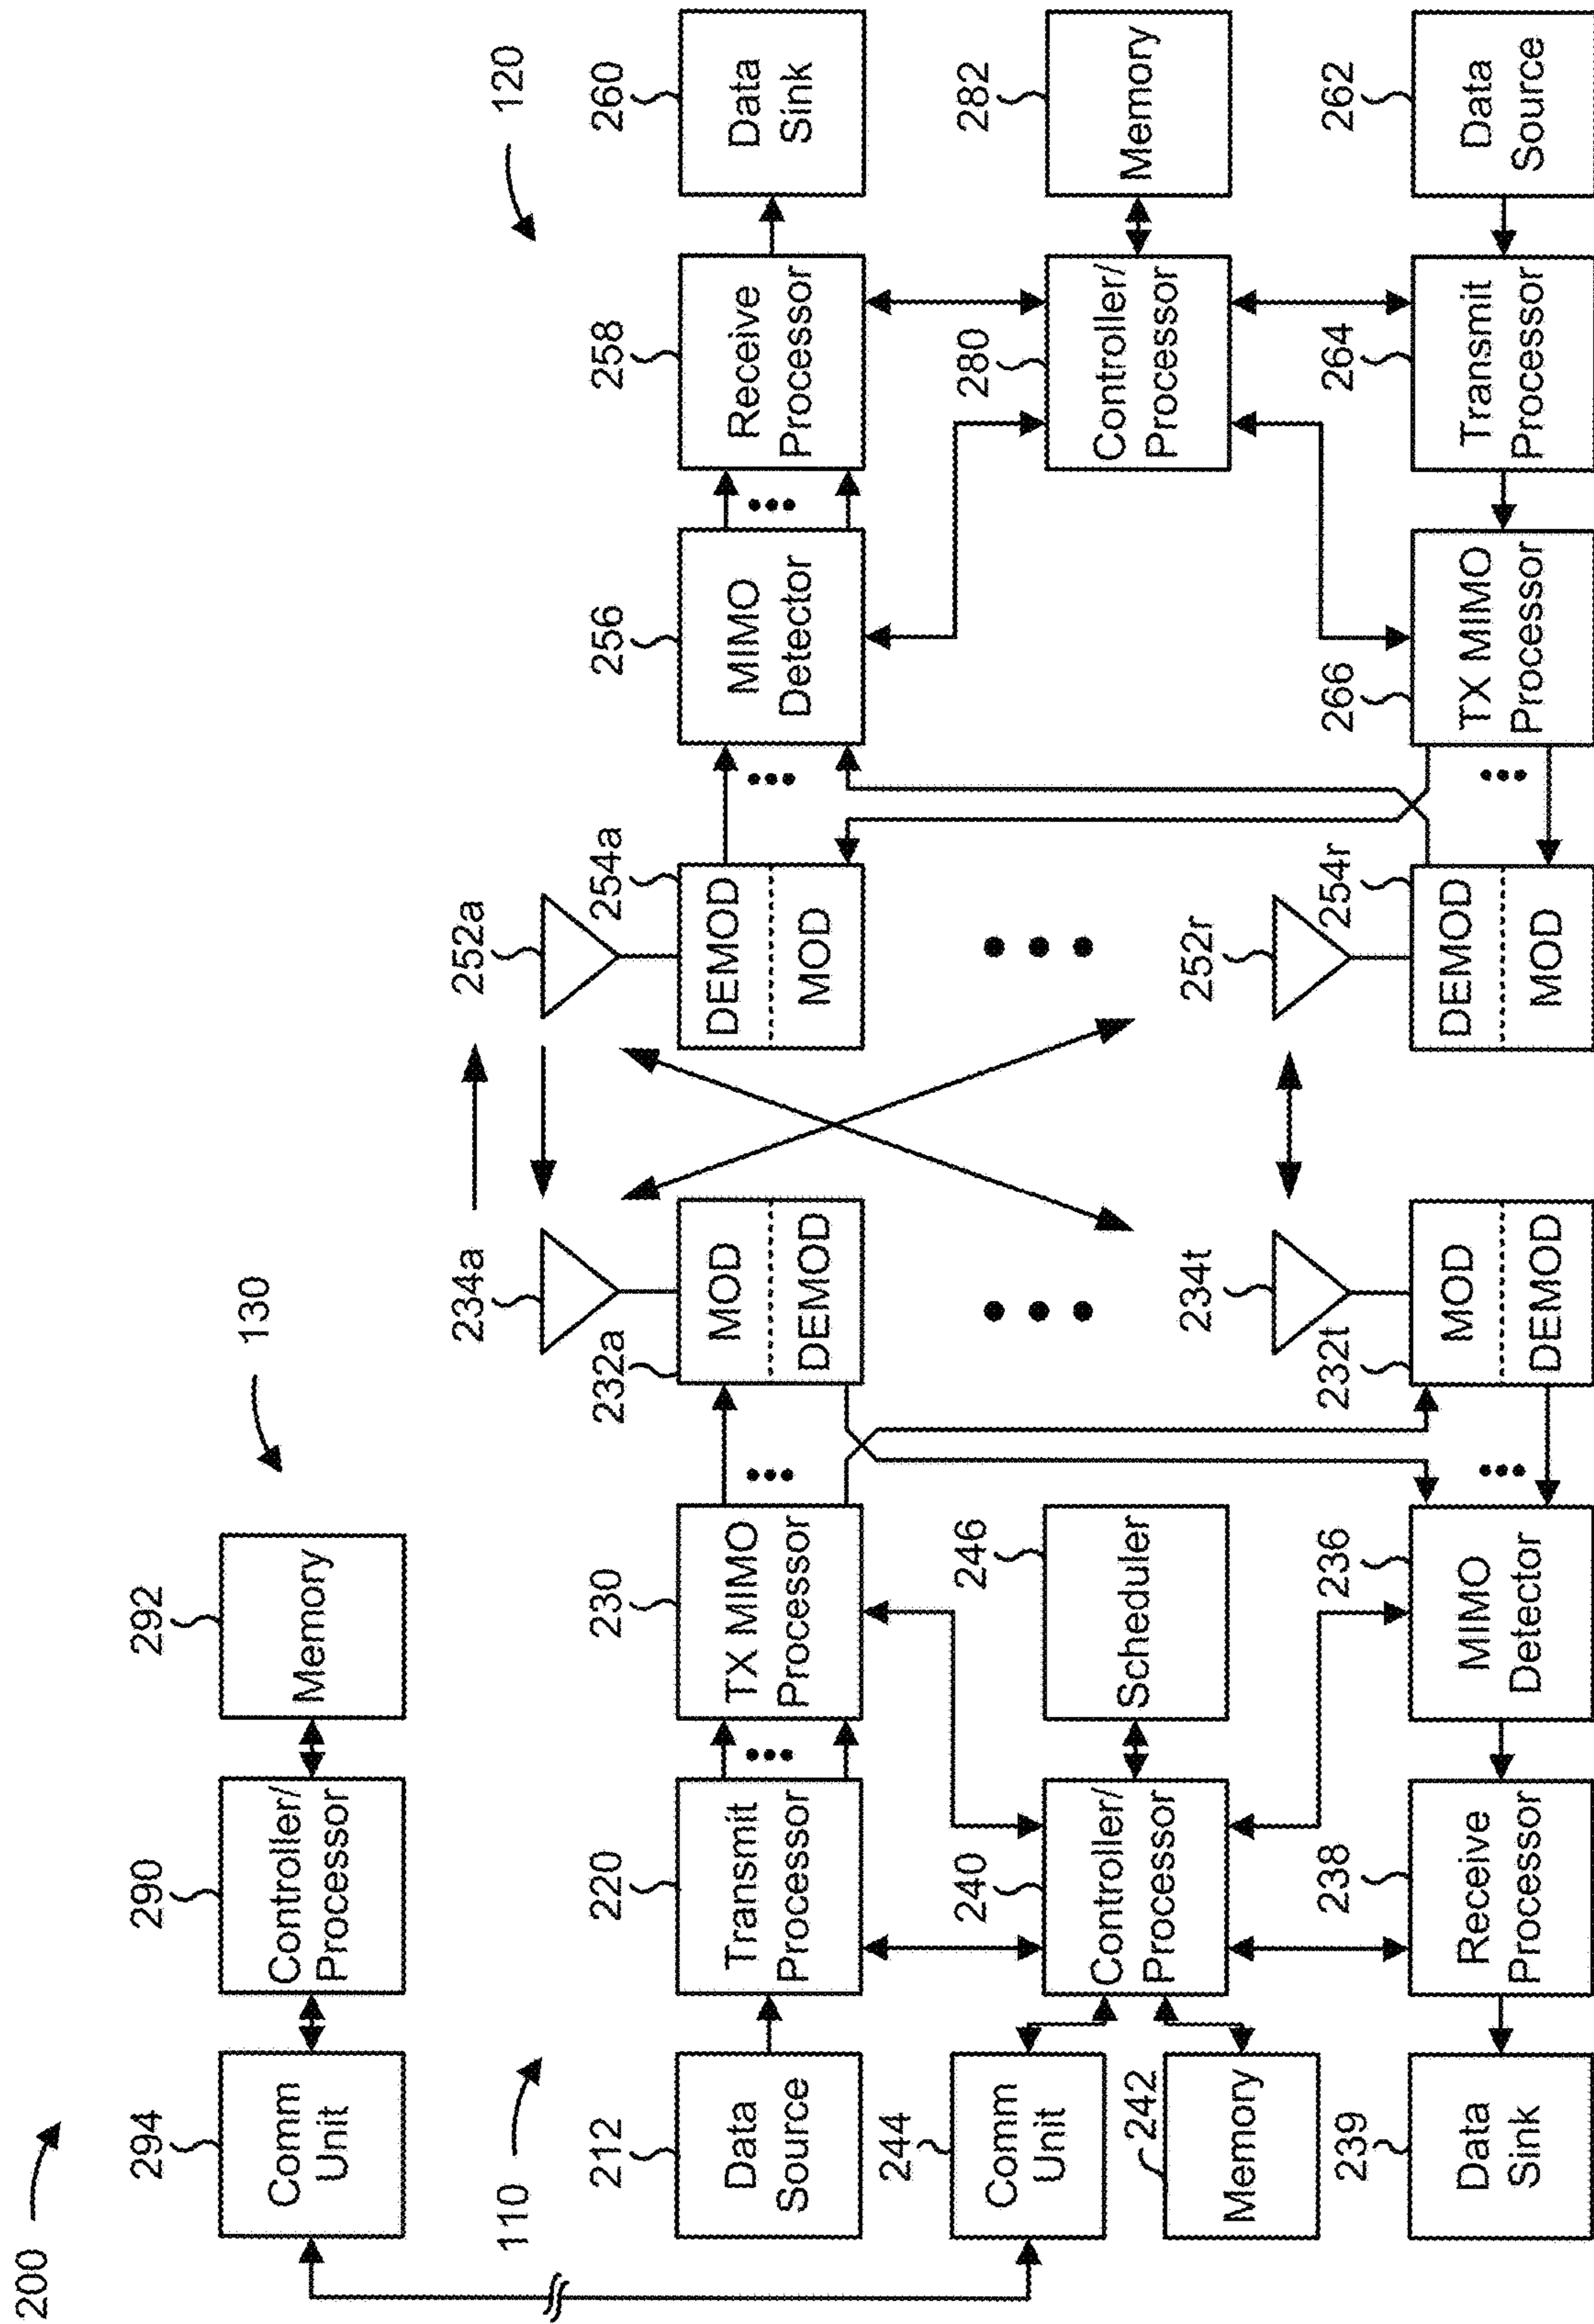 200
294
Comm
Unit
290
Controller/
Processor
292
Memory
130
110
120
212
Data
Source
220
Transmit
Processor
230
TX MIMO
Processor
232a
MOD
DEMOD
234a
252a
254a
DEMOD
MOD
256
MIMO
Detector
258
Receive
Processor
260
Data
Sink
244
Comm
Unit
242
Memory
240
Controller/
Processor
246
Scheduler
280
Controller/
Processor
282
Memory
239
Data
Sink
238
Receive
Processor
236
MIMO
Detector
232t
MOD
DEMOD
234t
252r
254r
DEMOD
MOD
266
TX MIMO
Processor
264
Transmit
Processor
262
Data
Source